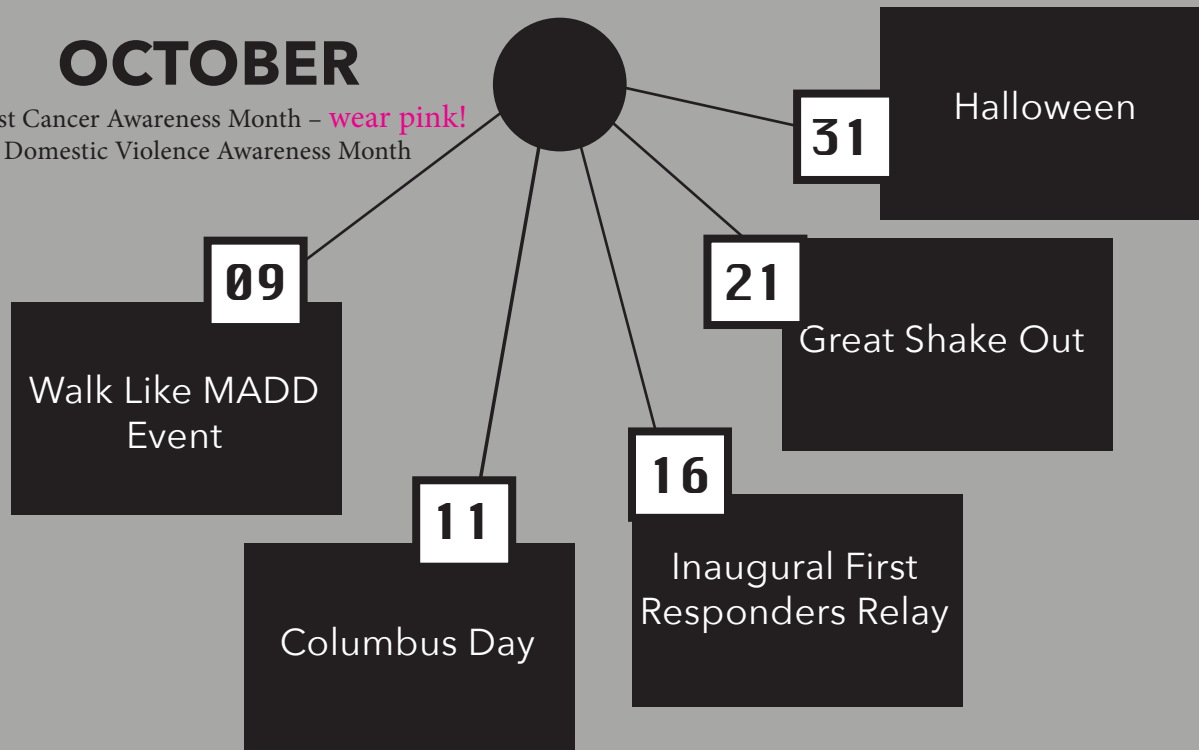 OCTOBER
st Cancer Awareness Month – wear pink!
Domestic Violence Awareness Month
09
Walk Like MADD
Event
11
Columbus Day
16
Inaugural First
Responders Relay
21
Great Shake Out
31
Halloween